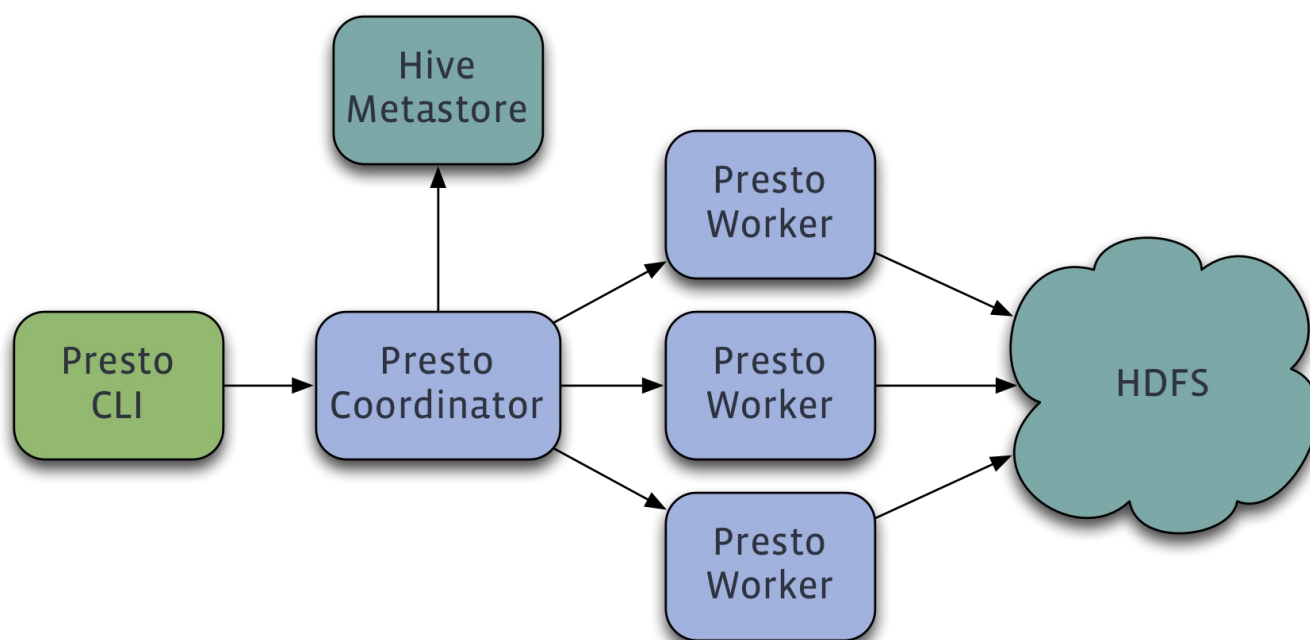 Hive
Metastore
Presto
Worker
Presto
CLI
Presto
Coordinator
Presto
Worker
HDFS
Presto
Worker